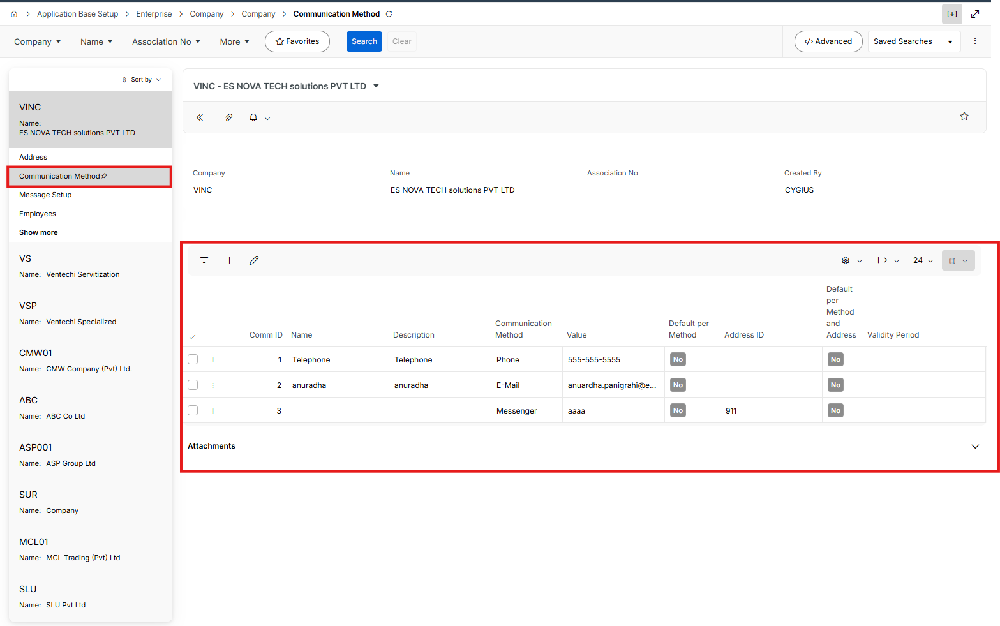 Application Base Setup > Enterprise > Company > Company > Communication Method
Company Name Association No More Favorites Search Clear </> Advanced Saved Searches
Sort by
VINC
Name:
ES NOVA TECH solutions PVT LTD
Address
Communication Method
Message Setup
Employees
Show more
VS
Name: Ventechi Servitization
VSP
Name: Ventechi Specialized
CMW01
Name: CMW Company (Pvt) Ltd.
ABC
Name: ABC Co Ltd
ASP001
Name: ASP Group Ltd
SUR
Name: Company
MCL01
Name: MCL Trading (Pvt) Ltd
SLU
Name: SLU Pvt Ltd
VINC - ES NOVA TECH solutions PVT LTD
Company Name Association No Created By
VINC ES NOVA TECH solutions PVT LTD CYGIUS
24
Comm ID Name Description Communication Method Value Default per Method Address ID Default per Method and Address Validity Period
1 Telephone Telephone Phone 555-555-5555 No No
2 anuradha anuradha E-Mail anuardha.panigrahi@e... No No
3 Messenger aaaa No 911 No
Attachments